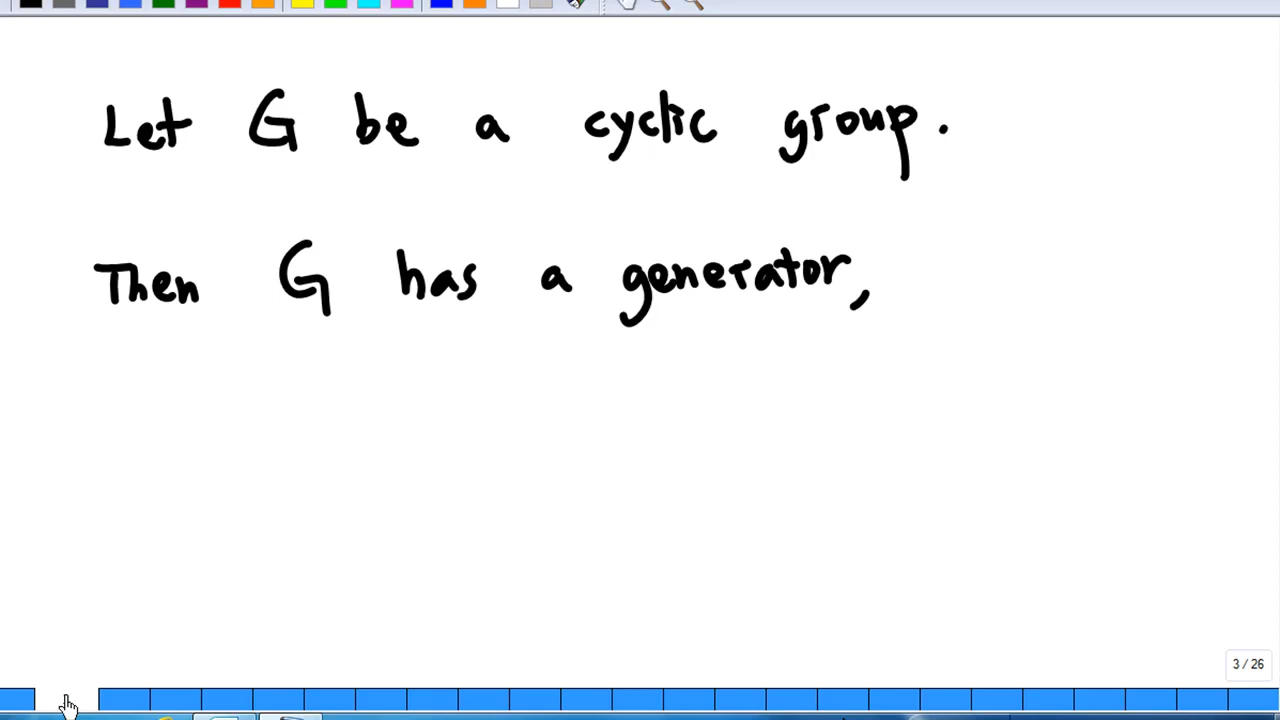 Let G be a cyclic group.
Then G has a generator,
3 / 26